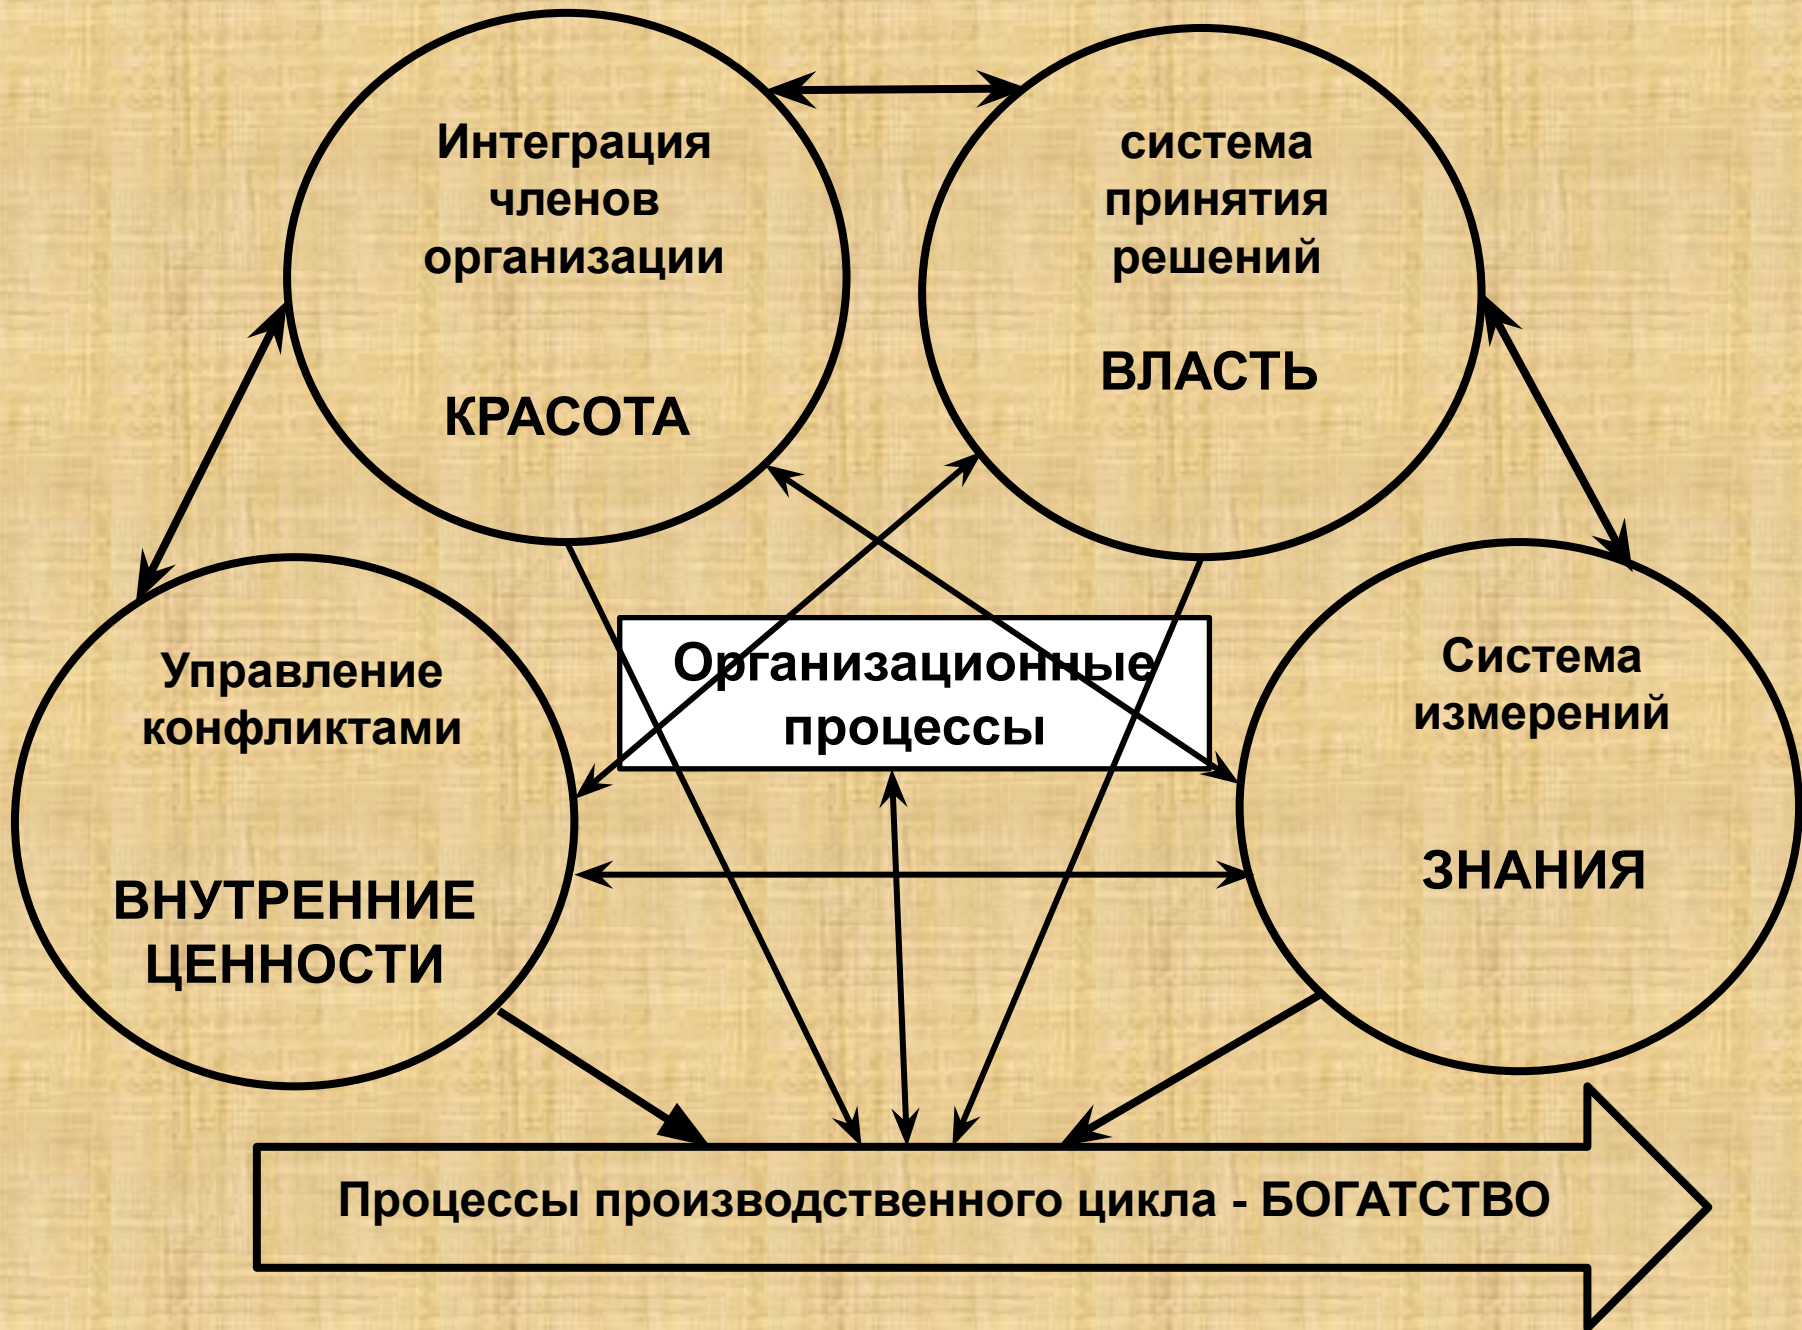 Интеграция
членов
организации
КРАСОТА
система
принятия
решений
ВЛАСТЬ
Управление
конфликтами
ВНУТРЕННИЕ
ЦЕННОСТИ
Организационные
процессы
Система
измерений
ЗНАНИЯ
Процессы производственного цикла - БОГАТСТВО